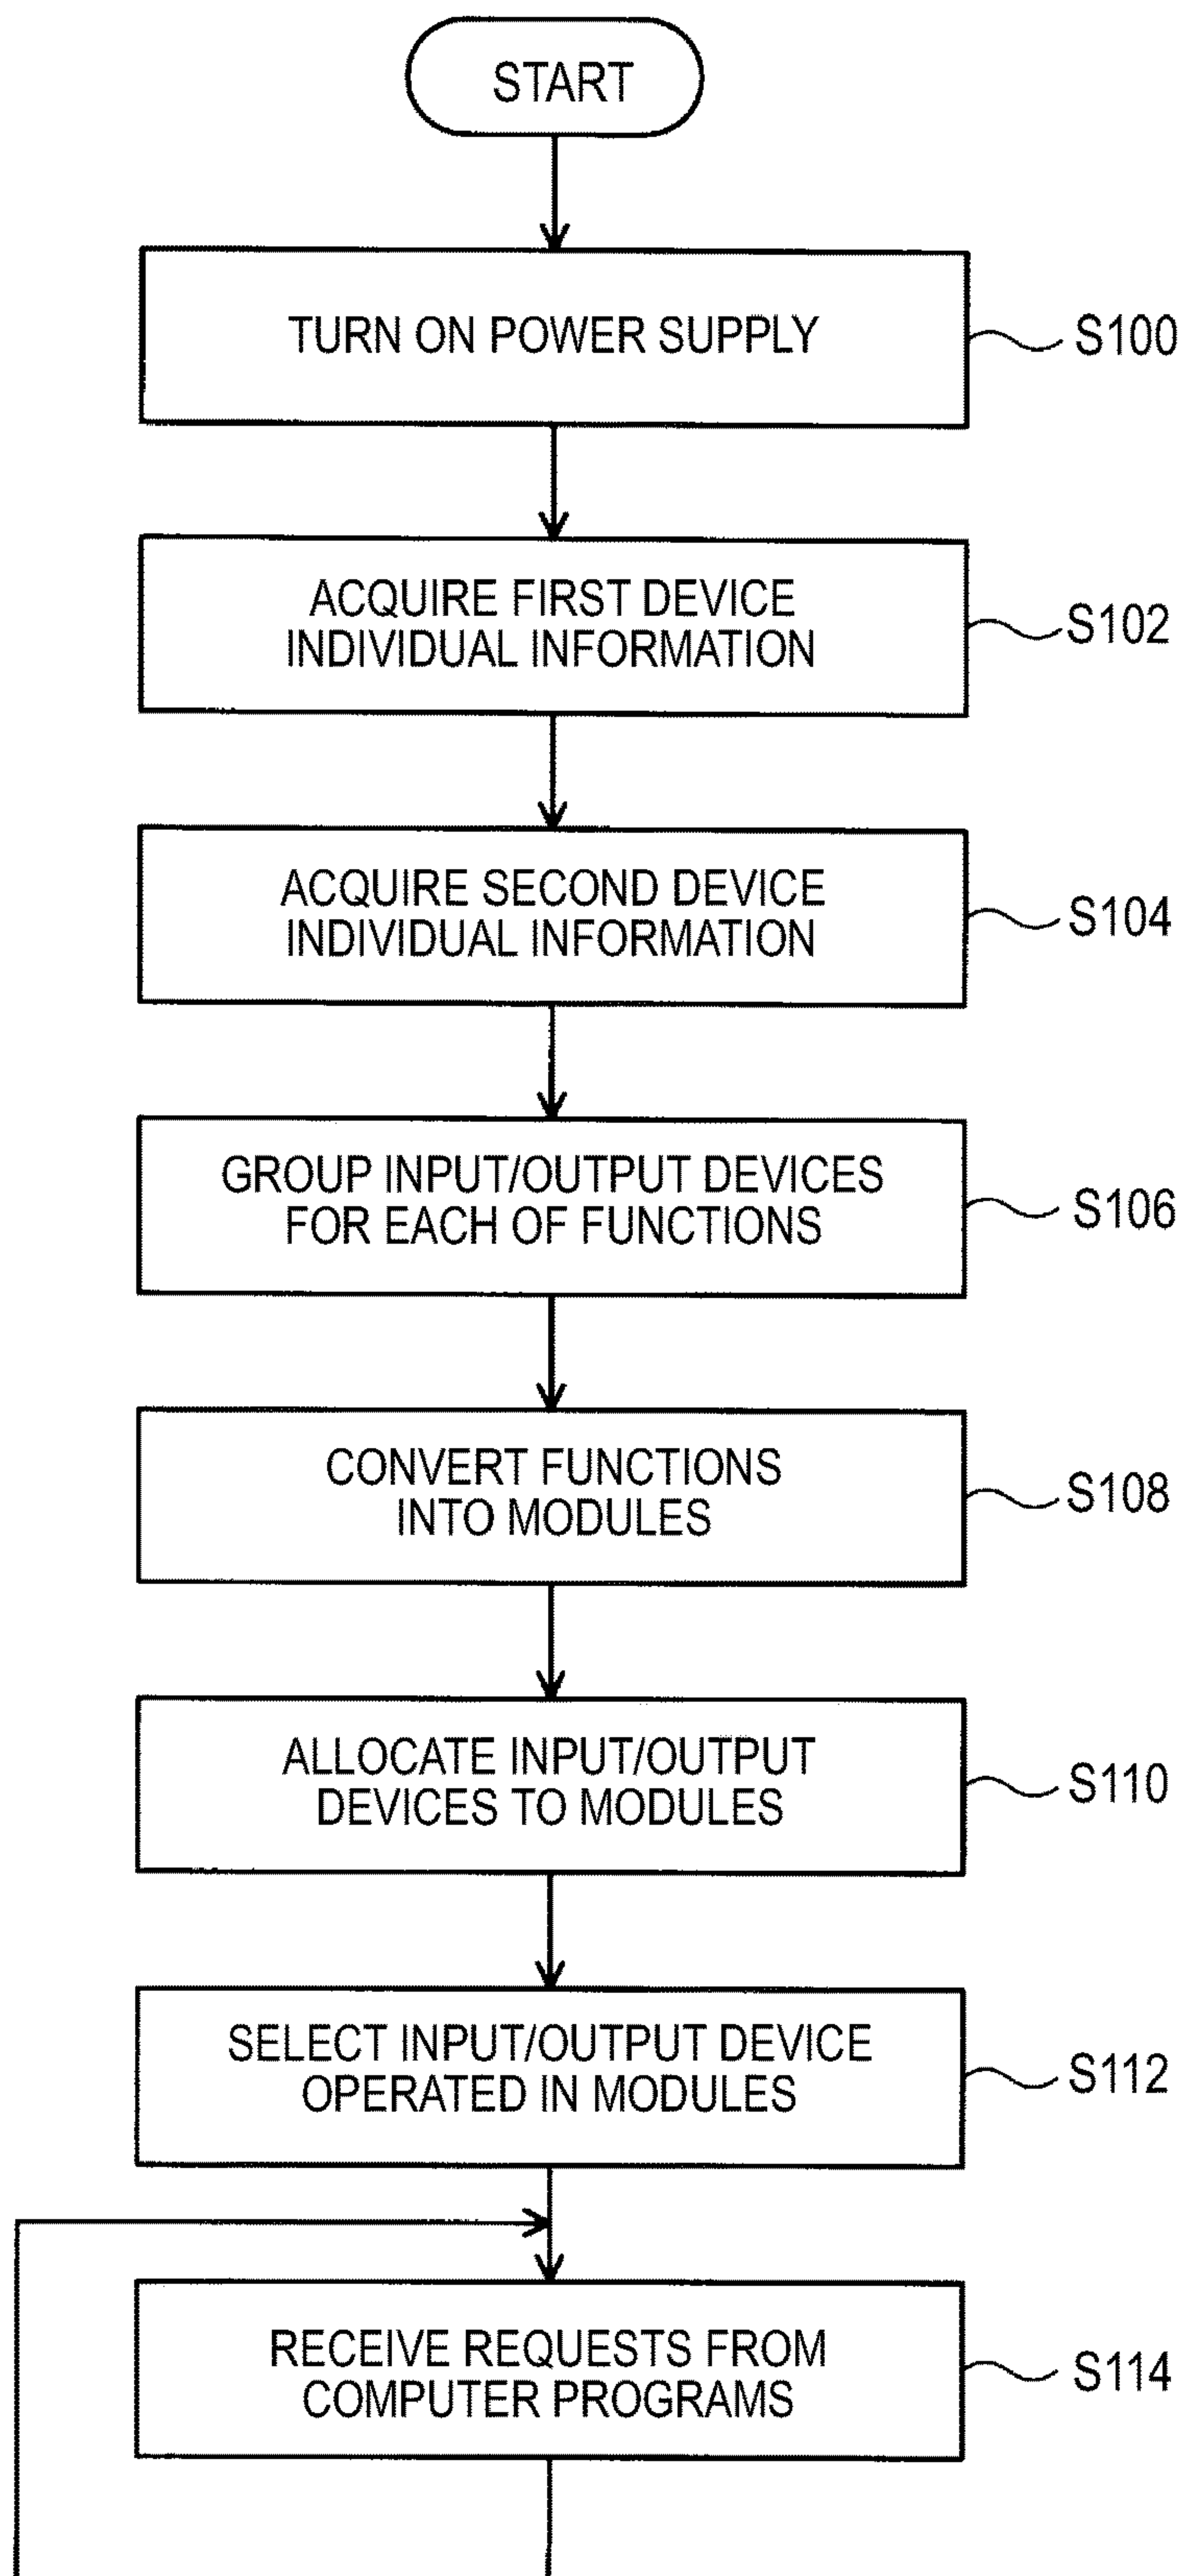 START
TURN ON POWER SUPPLY
S100
ACQUIRE FIRST DEVICE
INDIVIDUAL INFORMATION
S102
ACQUIRE SECOND DEVICE
INDIVIDUAL INFORMATION
S104
GROUP INPUT/OUTPUT DEVICES
FOR EACH OF FUNCTIONS
S106
CONVERT FUNCTIONS
INTO MODULES
S108
ALLOCATE INPUT/OUTPUT
DEVICES TO MODULES
S110
SELECT INPUT/OUTPUT DEVICE
OPERATED IN MODULES
S112
RECEIVE REQUESTS FROM
COMPUTER PROGRAMS
S114